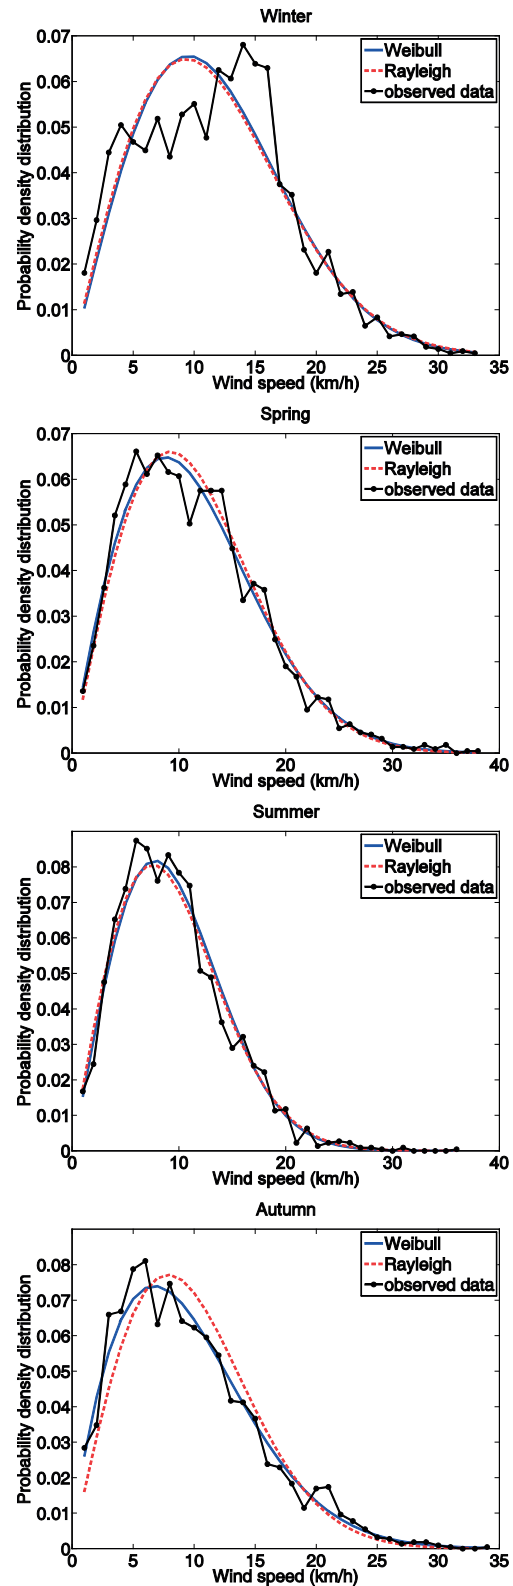 Winter
0.07
0.06
0.05
0.04
0.03
0.02
0.01
0
Probability density distribution
Weibull
Rayleigh
observed data
0 5 10 15 20 25 30 35
Wind speed (km/h)
Spring
0.07
0.06
0.05
0.04
0.03
0.02
0.01
0
Probability density distribution
Weibull
Rayleigh
observed data
0 10 20 30 40
Wind speed (km/h)
Summer
0.08
0.07
0.06
0.05
0.04
0.03
0.02
0.01
0
Probability density distribution
Weibull
Rayleigh
observed data
0 10 20 30 40
Wind speed (km/h)
Autumn
0.08
0.07
0.06
0.05
0.04
0.03
0.02
0.01
0
Probability density distribution
Weibull
Rayleigh
observed data
0 5 10 15 20 25 30 35
Wind speed (km/h)